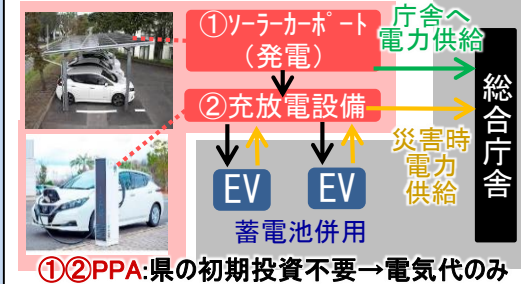 ①ソーラーカーポート
(発電)
庁舎へ
電力供給
②充放電設備
総合庁舎
災害時
電力
供給
EV
EV
蓄電池併用
①②PPA:県の初期投資不要→電気代のみ